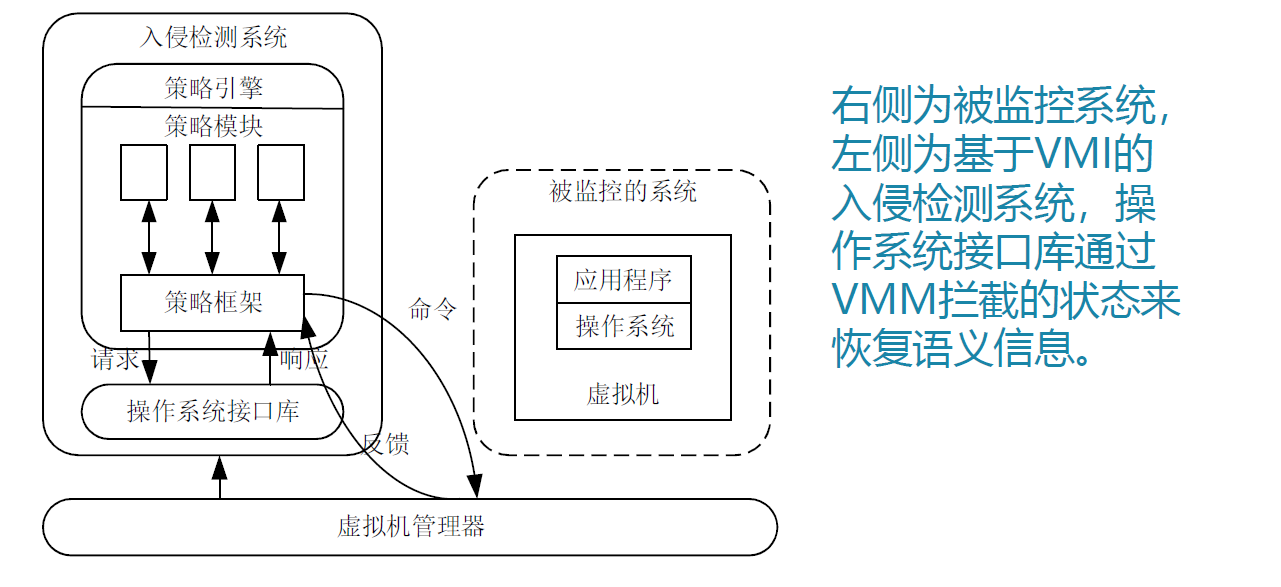 入侵检测系统
策略引擎
策略模块
策略框架
请求
响应
操作系统接口库
命令
反馈
被监控的系统
应用程序
操作系统
虚拟机
虚拟机管理器
右侧为被监控系统，
左侧为基于VMI的
入侵检测系统，操
作系统接口库通过
VMM拦截的状态来
恢复语义信息。